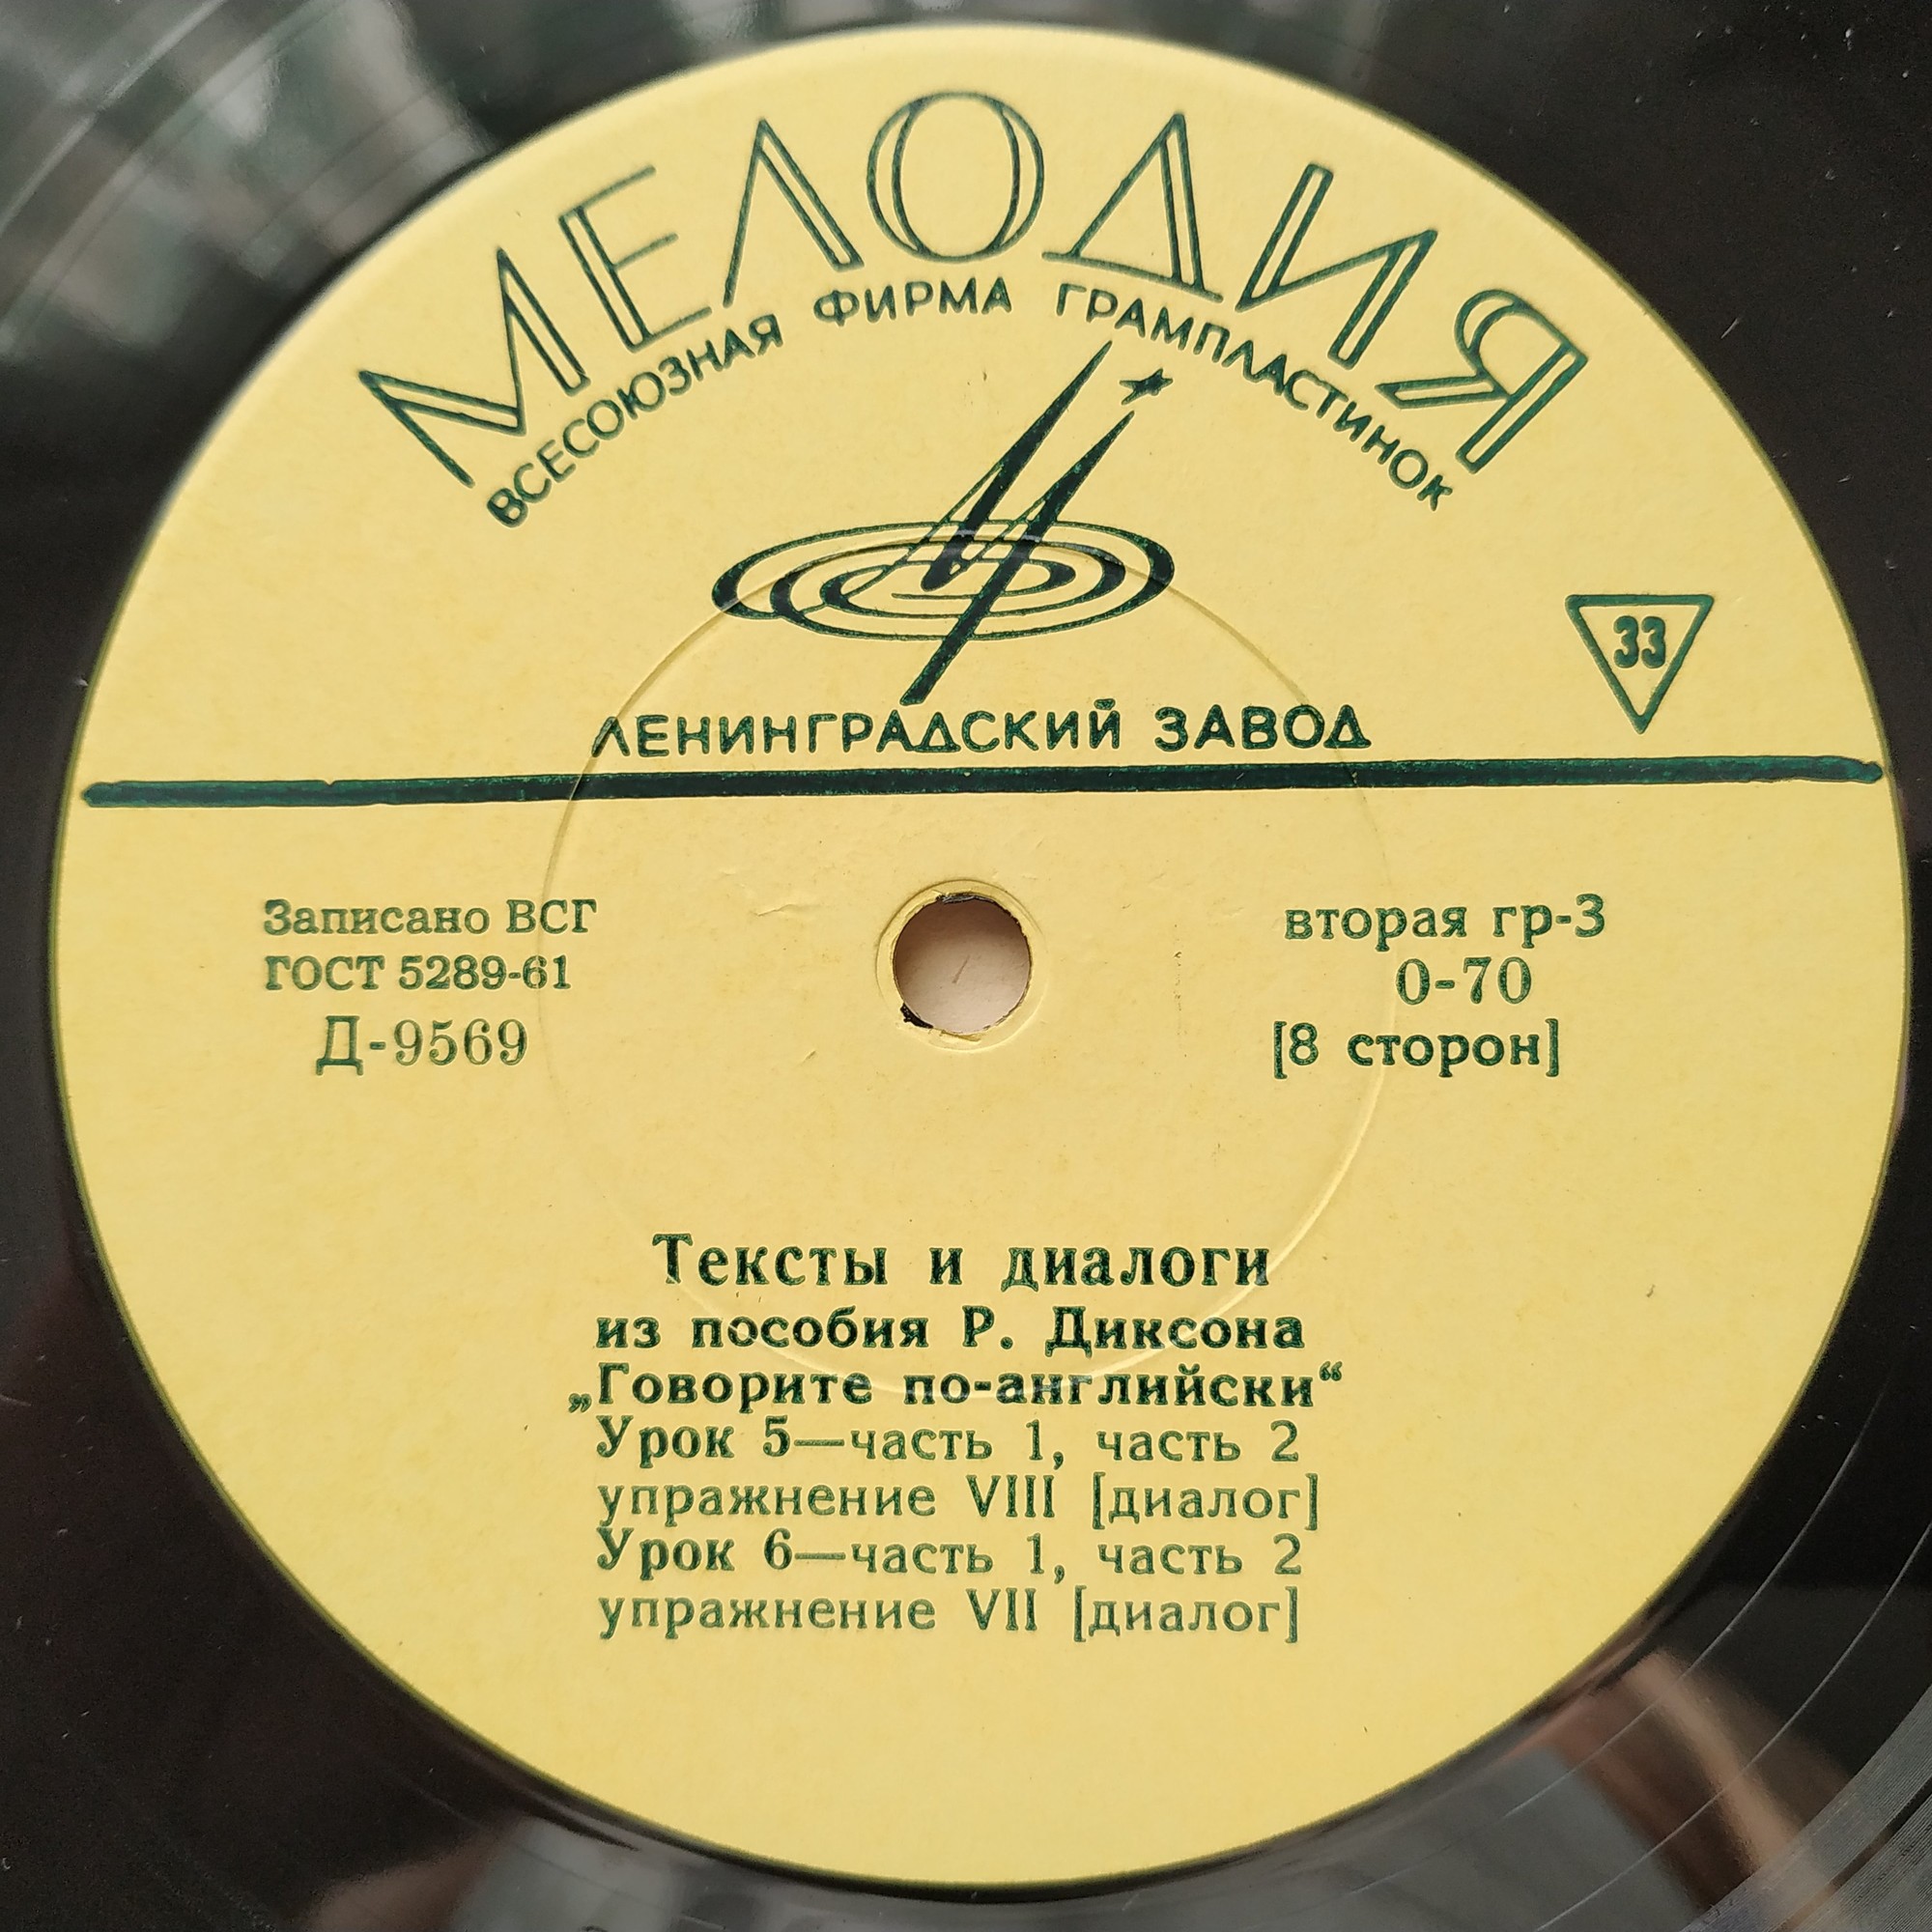 МЕЛОДИЯ
ВСЕСОЮЗНАЯ ФИРМА ГРАМПЛАСТИНОК
33
ЛЕНИНГРАДСКИЙ ЗАВОД
Записано ВСГ
ГОСТ 5289-61
Д-9569
вторая гр-3
0-70
[8 сторон]
Тексты и диалоги
из пособия Р. Диксона
„Говорите по-английски“
Урок 5—часть 1, часть 2
упражнение VIII [диалог]
Урок 6—часть 1, часть 2
упражнение VII [диалог]